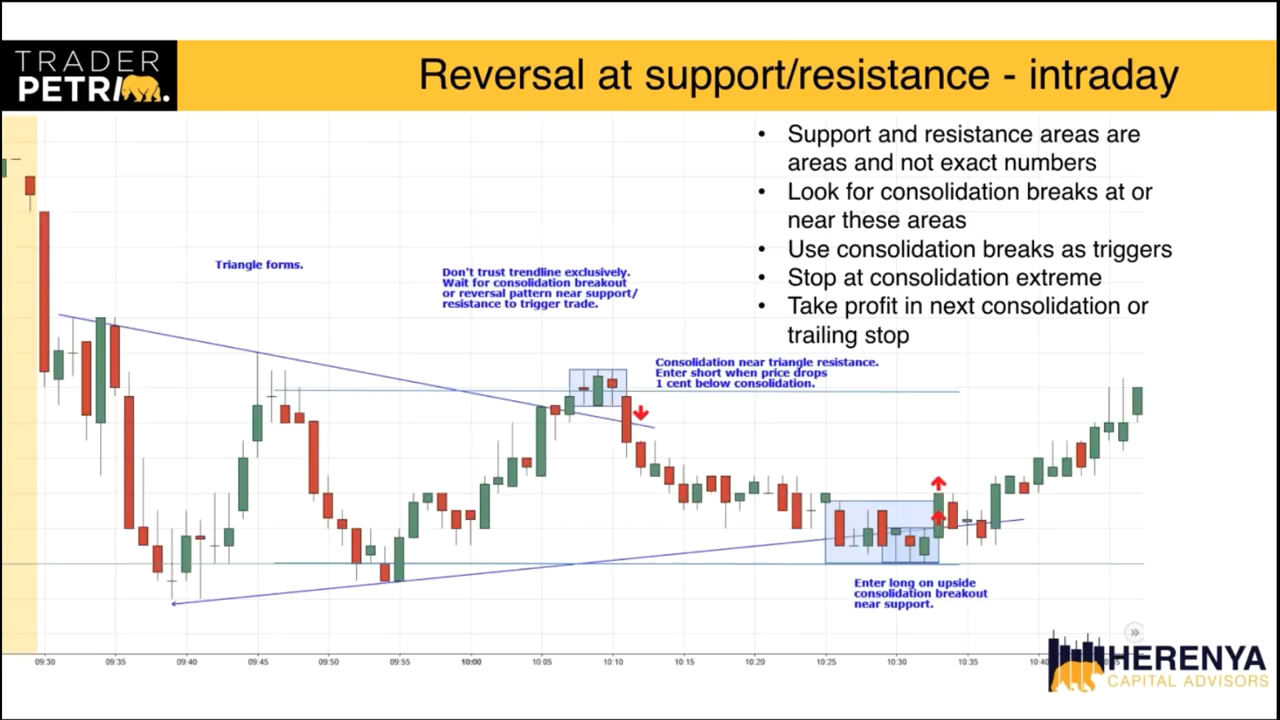 TRADER
PETRI.
Reversal at support/resistance - intraday
• Support and resistance areas are
areas and not exact numbers
• Look for consolidation breaks at or
near these areas
• Use consolidation breaks as triggers
• Stop at consolidation extreme
• Take profit in next consolidation or
trailing stop
Triangle forms.
Don't trust trendline exclusively.
Wait for consolidation breakout
or reversal pattern near support/
resistance to trigger trade.
Consolidation near triangle resistance.
Enter short when price drops
1 cent below consolidation.
Enter long on upside
consolidation breakout
near support.
09:30 09:35 09:40 09:45 09:50 09:55 10:00 10:05 10:10 10:15 10:20 10:25 10:30 10:35 10:40
HERENYA
CAPITAL ADVISORS